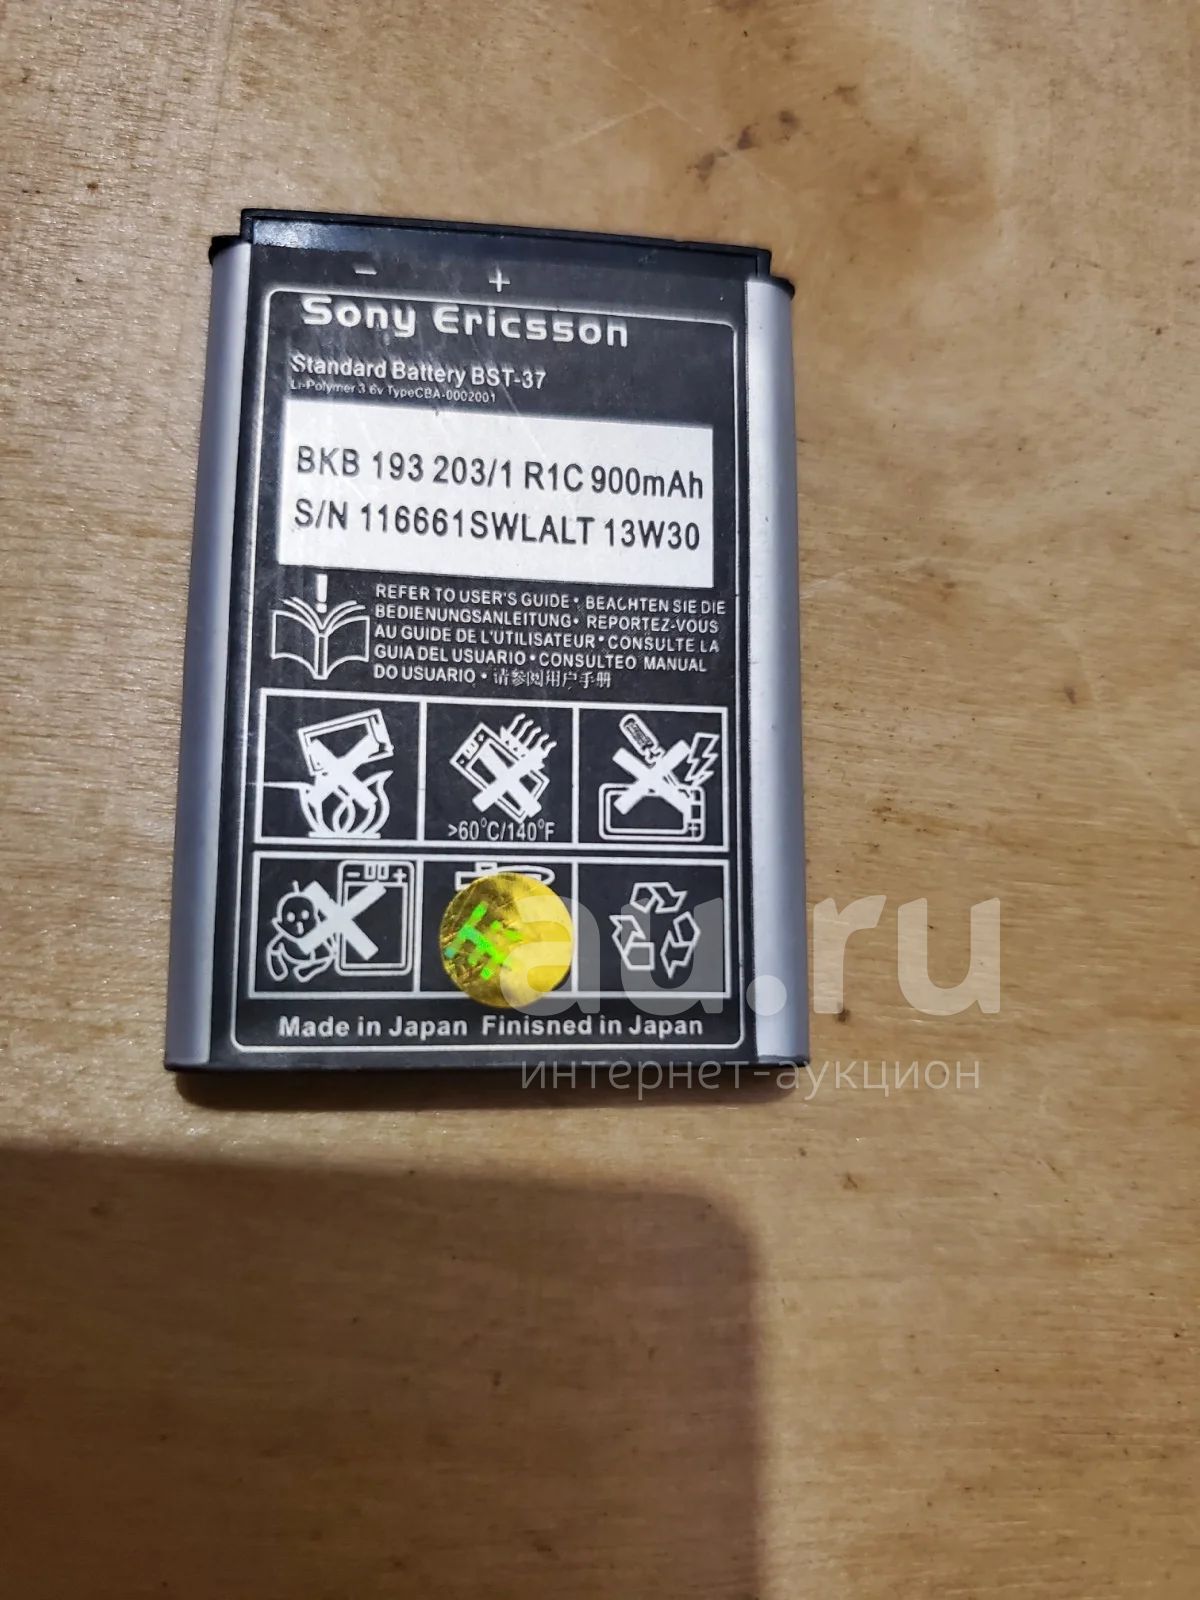 - +
Sony Ericsson
Standard Battery BST-37
Li-Polymer 3.6v TypeCBA-0002001
BKB 193 203/1 R1C 900mAh
S/N 116661SWLALT 13W30
REFER TO USER'S GUIDE • BEACHTEN SIE DIE
BEDIENUNGSANLEITUNG • REPORTEZ-VOUS
AU GUIDE DE L'UTILISATEUR • CONSULTE LA
GUIA DEL USUARIO • CONSULTEO MANUAL
DO USUARIO • 请参阅用户手册
>60°C/140°F
- +
Made in Japan Finisned in Japan
au.ru
интернет-аукцион